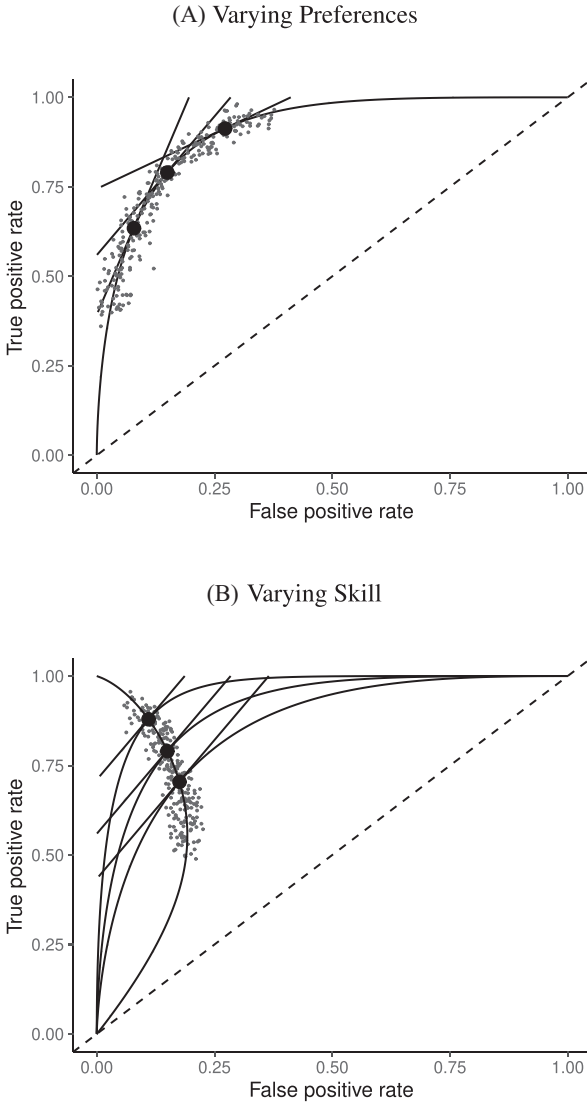 (A) Varying Preferences
1.00
0.75
0.50
0.25
0.00
True positive rate
0.00 0.25 0.50 0.75 1.00
False positive rate
(B) Varying Skill
1.00
0.75
0.50
0.25
0.00
True positive rate
0.00 0.25 0.50 0.75 1.00
False positive rate